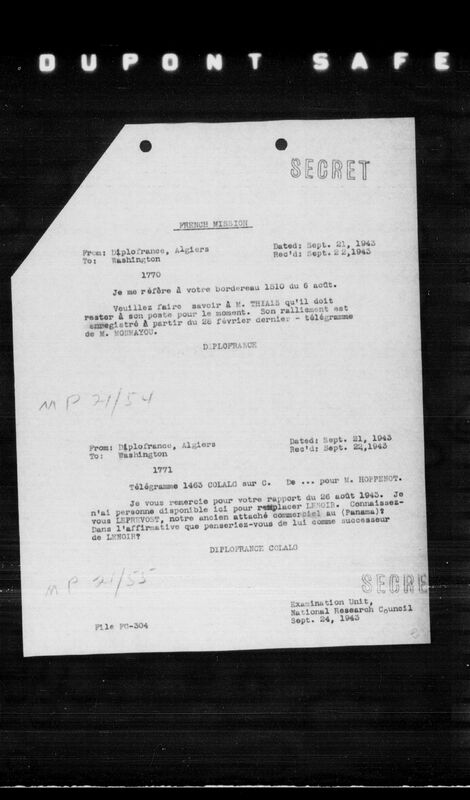 DUPONT SAFE
SECRET
FRENCH MISSION
From: Diplofrance, Algiers Dated: Sept. 21, 1943
To: Washington Rec'd: Sept. 22,1943
1770
Je me réfère à votre bordereau 1510 du 6 août.
Veuillez faire savoir à M. THIAIS qu'il doit
rester à son poste pour le moment. Son ralliement est
enregistré à partir du 28 février dernier - télégramme
de M. MONMAYOU.
DIPLOFRANCE
MP 21/54
From: Diplofrance, Algiers Dated: Sept. 21, 1943
To: Washington Rec'd: Sept. 22,1943
1771
Télégramme 1463 COLALG sur C. De ... pour M. HOPPENOT.
Je vous remercie pour votre rapport du 26 août 1943. Je
n'ai personne disponible ici pour remplacer LENOIR. Connaissez-
vous LEPREVOST, notre ancien attaché commercial au (Panama)?
Dans l'affirmative que penseriez-vous de lui comme successeur
de LENOIR?
DIPLOFRANCE COLALG
MP 21/55
SECRE
Examination Unit,
National Research Council
Sept. 24, 1943
File FC-304